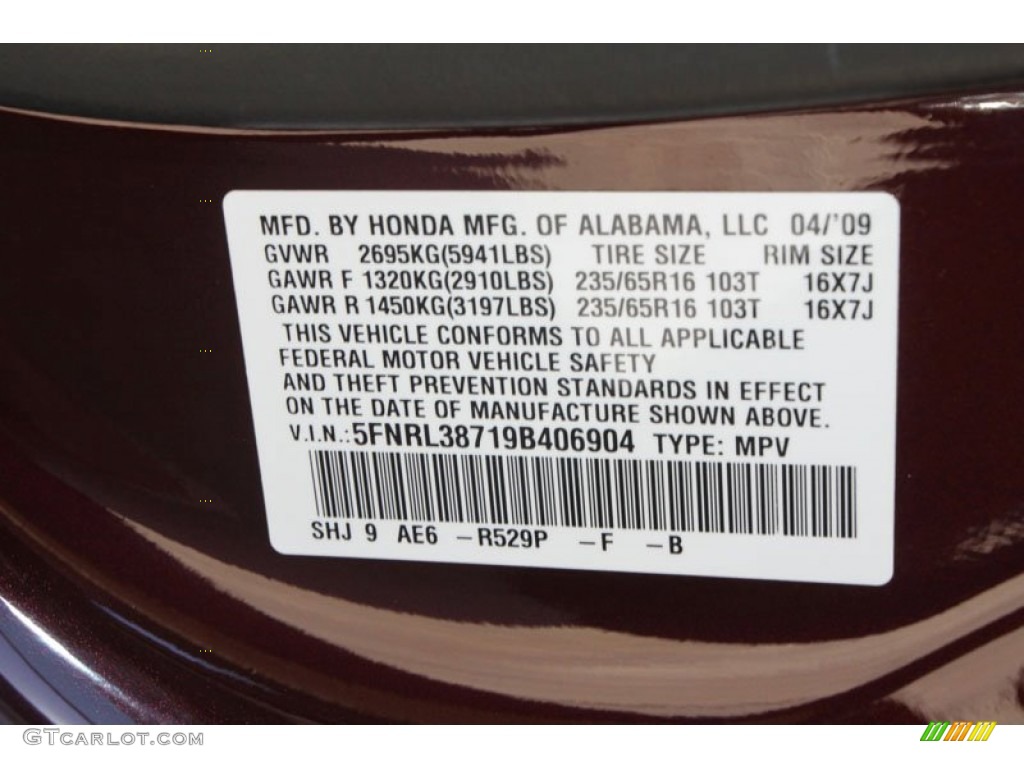 MFD. BY HONDA MFG. OF ALABAMA, LLC 04/'09
GVWR 2695KG(5941LBS) TIRE SIZE RIM SIZE
GAWR F 1320KG(2910LBS) 235/65R16 103T 16X7J
GAWR R 1450KG(3197LBS) 235/65R16 103T 16X7J
THIS VEHICLE CONFORMS TO ALL APPLICABLE
FEDERAL MOTOR VEHICLE SAFETY
AND THEFT PREVENTION STANDARDS IN EFFECT
ON THE DATE OF MANUFACTURE SHOWN ABOVE.
V.I.N.:5FNRL38719B406904 TYPE: MPV
SHJ 9 AE6 -R529P -F -B
GTCarlot.com